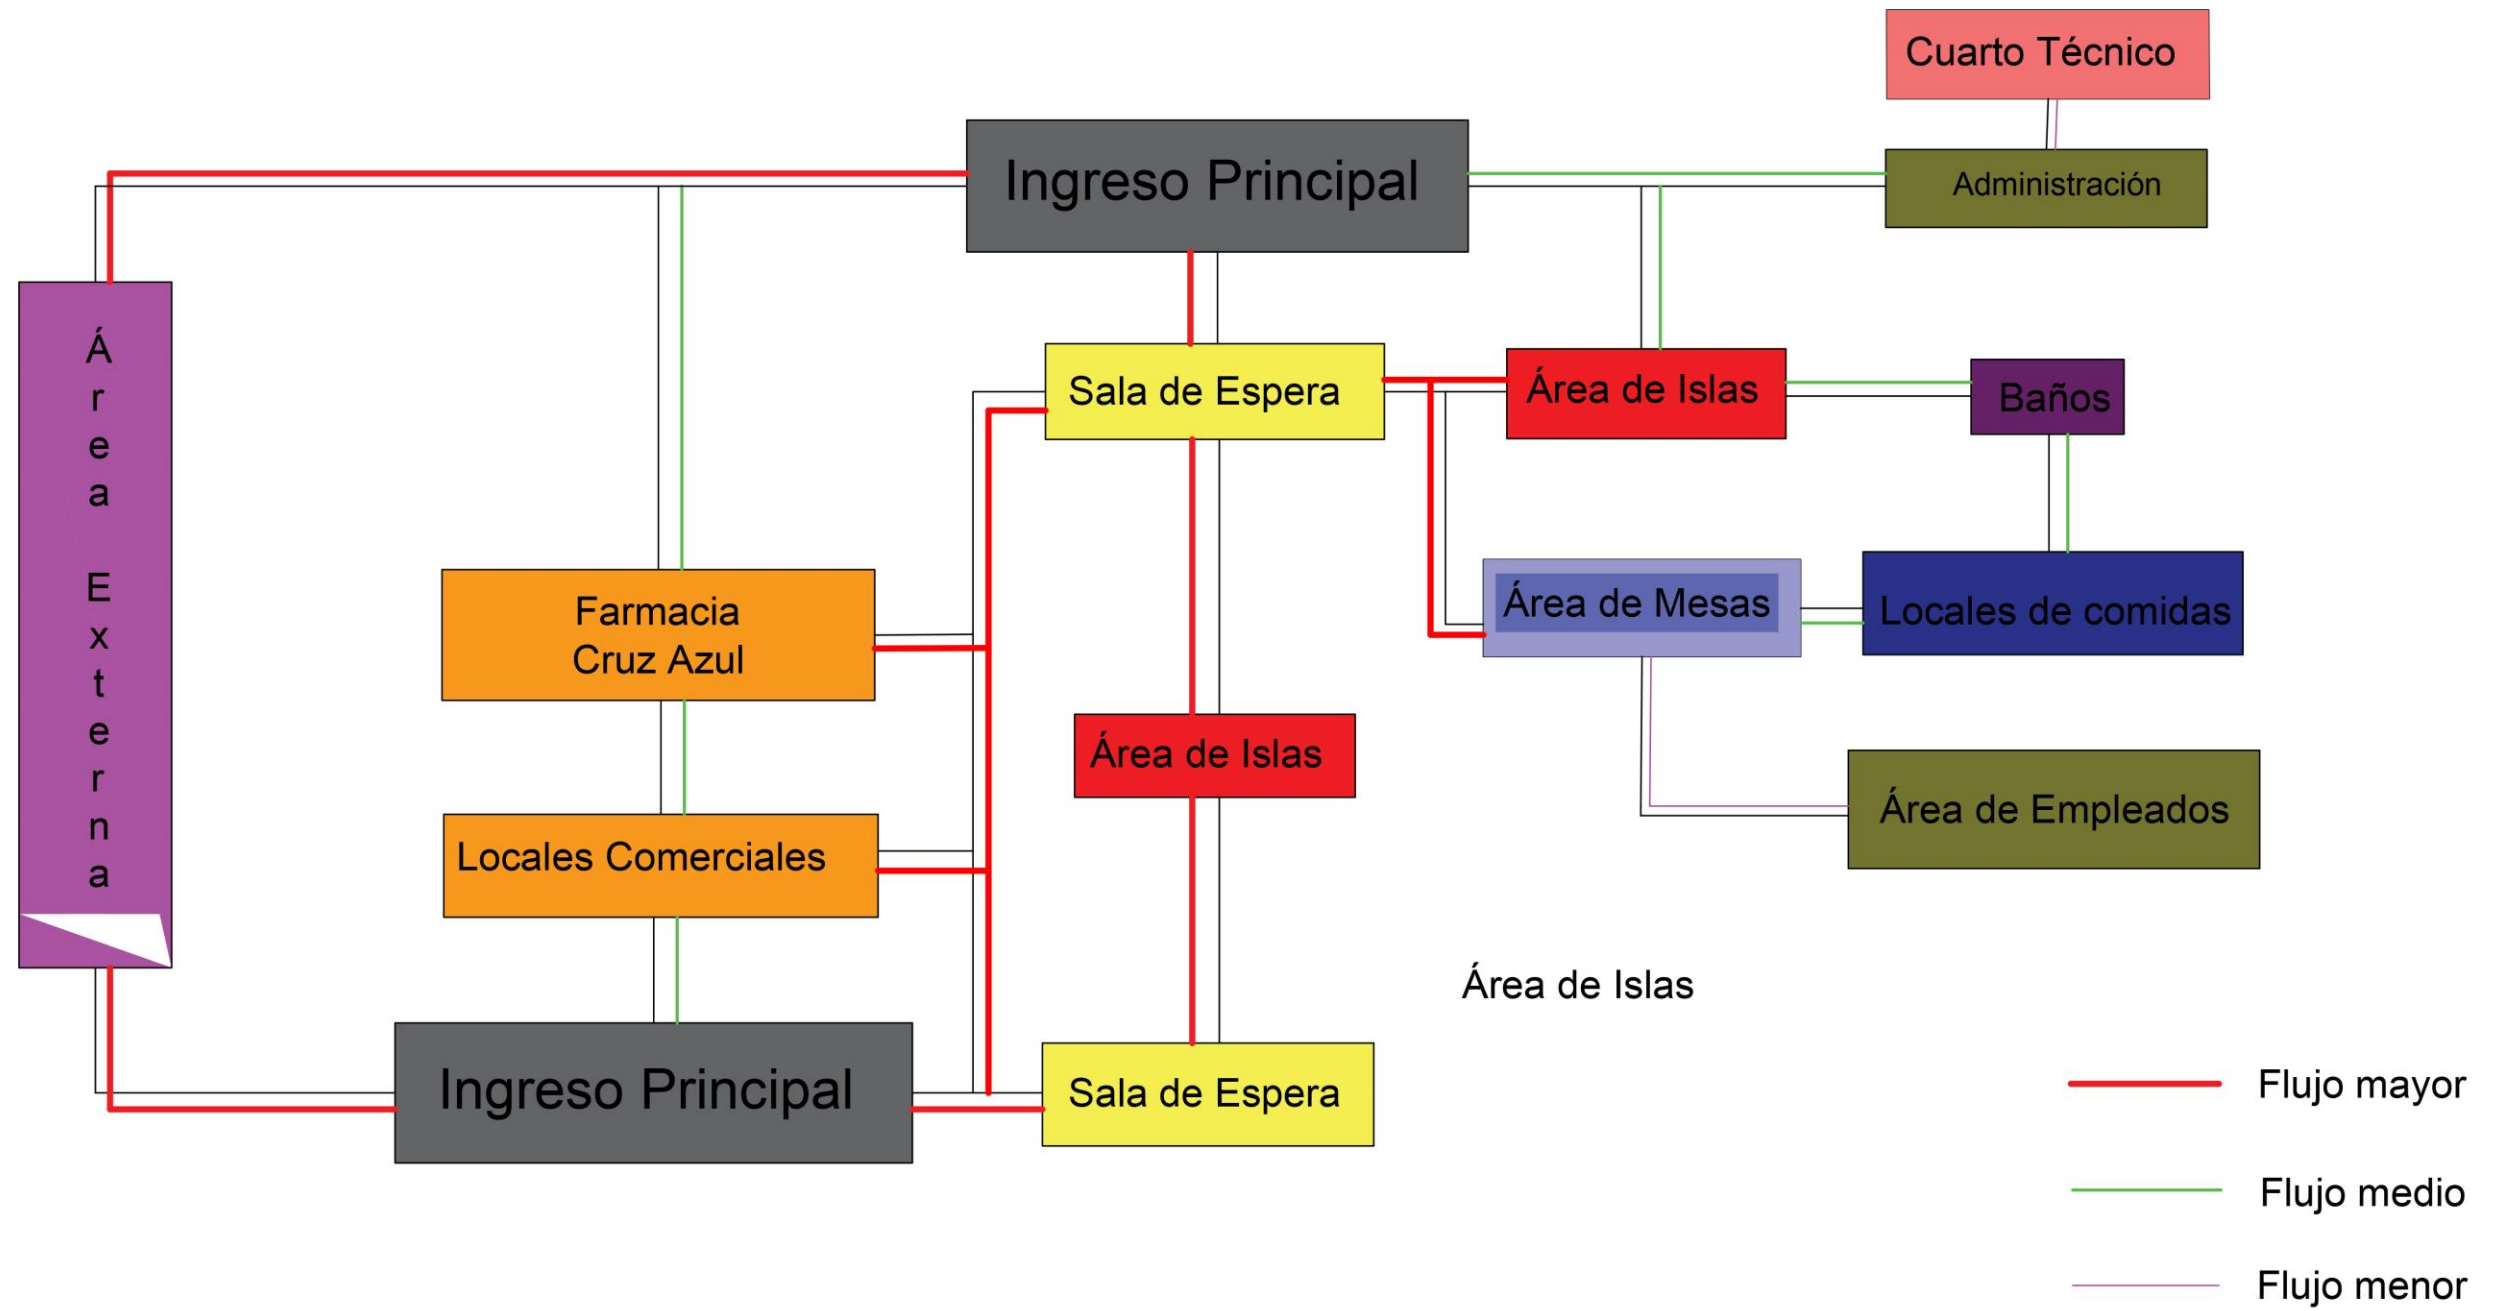 Cuarto Técnico
Ingreso Principal
Administración
Área Externa
Sala de Espera
Área de Islas
Baños
Farmacia
Cruz Azul
Área de Mesas
Locales de comidas
Área de Islas
Locales Comerciales
Área de Empleados
Área de Islas
Ingreso Principal
Sala de Espera
Flujo mayor
Flujo medio
Flujo menor